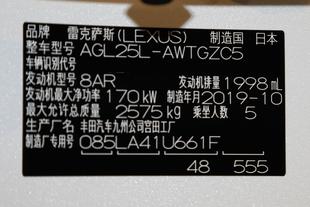 品牌 雷克萨斯(LEXUS) 制造国 日本
整车型号 AGL25L-AWTGZC5
车辆识别代号
发动机型号 8AR 发动机排量 1998mL
发动机最大净功率 170kW 制造年月 2019-10
最大允许总质量 2575kg 乘坐人数 5
生产厂名 丰田汽车九州公司宫田工厂
制造厂专用号 085LA41U661F
48 555